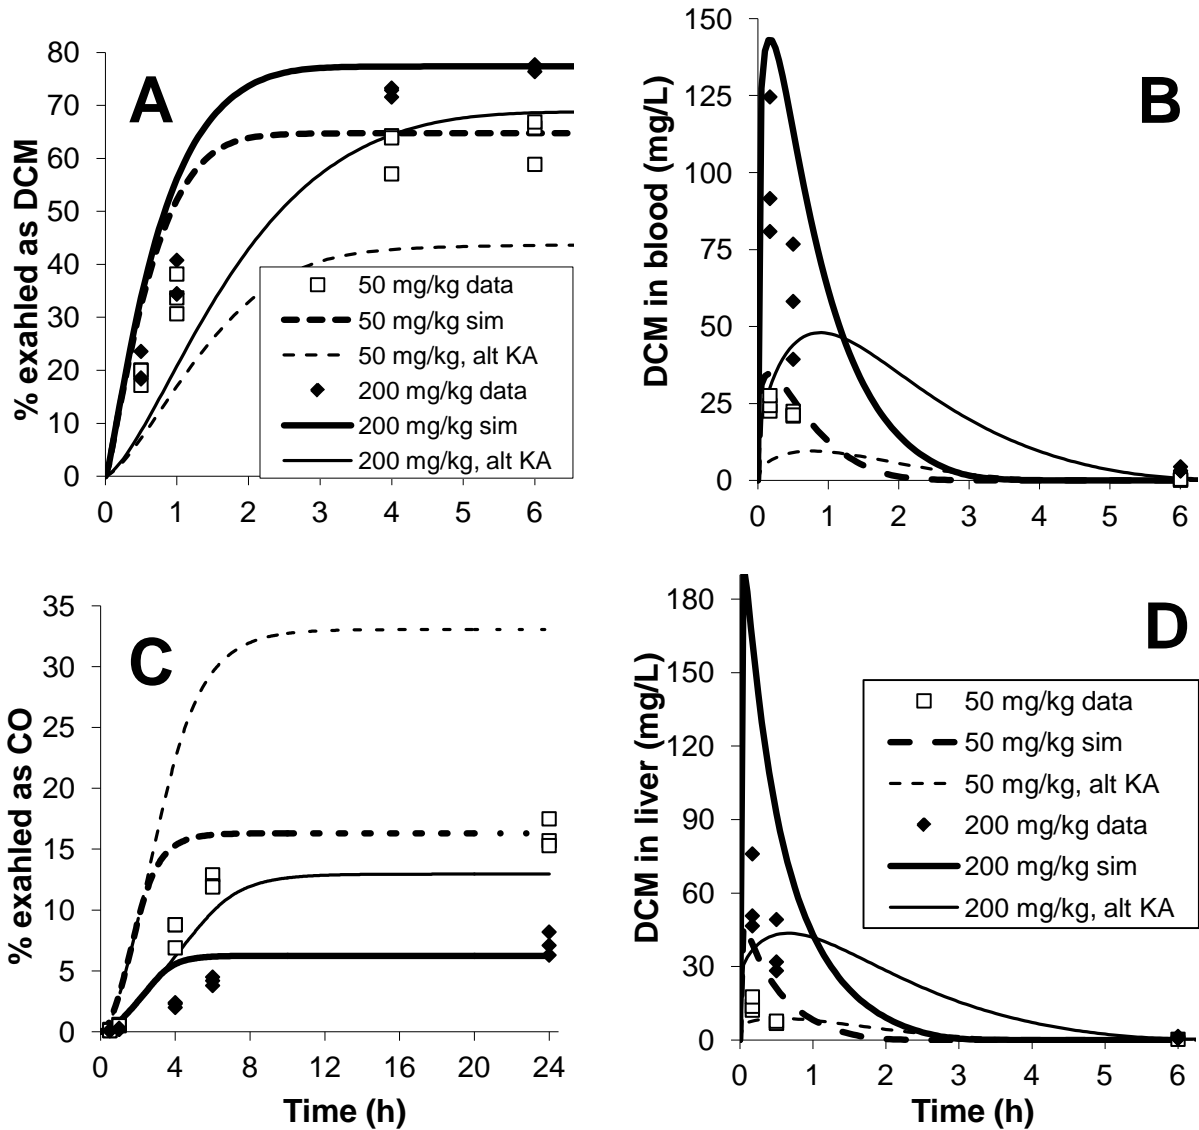 A
% exahled as DCM
80
70
60
50
40
30
20
10
0
0 1 2 3 4 5 6
50 mg/kg data
50 mg/kg sim
50 mg/kg, alt KA
200 mg/kg data
200 mg/kg sim
200 mg/kg, alt KA
B
DCM in blood (mg/L)
150
125
100
75
50
25
0
0 1 2 3 4 5 6
C
% exahled as CO
35
30
25
20
15
10
5
0
0 4 8 12 16 20 24
Time (h)
D
DCM in liver (mg/L)
180
150
120
90
60
30
0
50 mg/kg data
50 mg/kg sim
50 mg/kg, alt KA
200 mg/kg data
200 mg/kg sim
200 mg/kg, alt KA
0 1 2 3 4 5 6
Time (h)